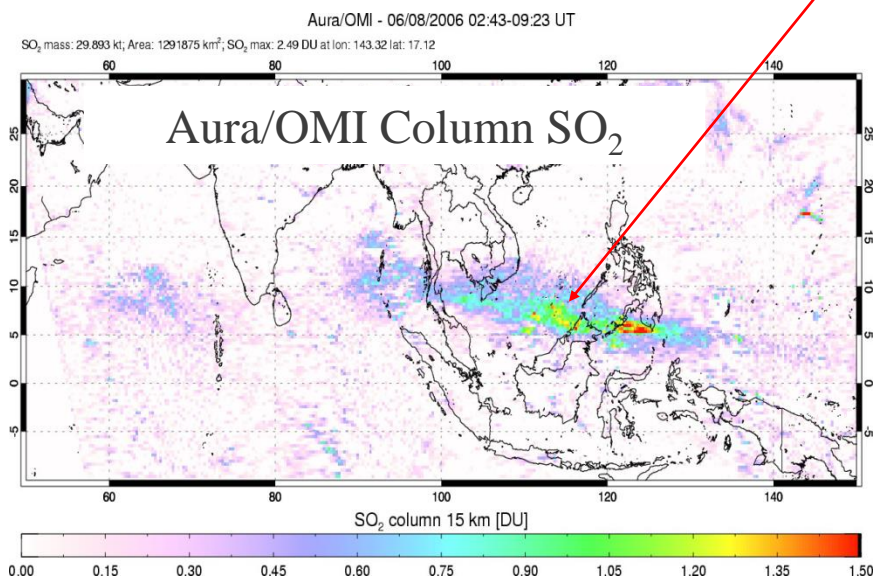 Aura/OMI - 06/08/2006 02:43-09:23 UT
SO₂ mass: 29.893 kt; Area: 1291875 km²; SO₂ max: 2.49 DU at lon: 143.32 lat: 17.12
60 80 100 120 140
Aura/OMI Column SO₂
25 25
20 20
15 15
10 10
5 5
0 0
-5 -5
60 80 100 120 140
SO₂ column 15 km [DU]
0.00 0.15 0.30 0.45 0.60 0.75 0.90 1.05 1.20 1.35 1.50